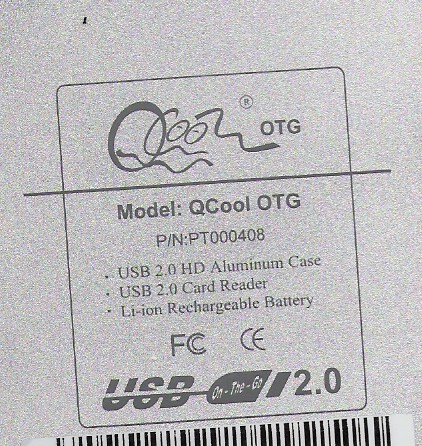 QCool ® OTG
Model: QCool OTG
P/N:PT000408
· USB 2.0 HD Aluminum Case
· USB 2.0 Card Reader
· Li-ion Rechargeable Battery
FC CE
USB On-The-Go 2.0